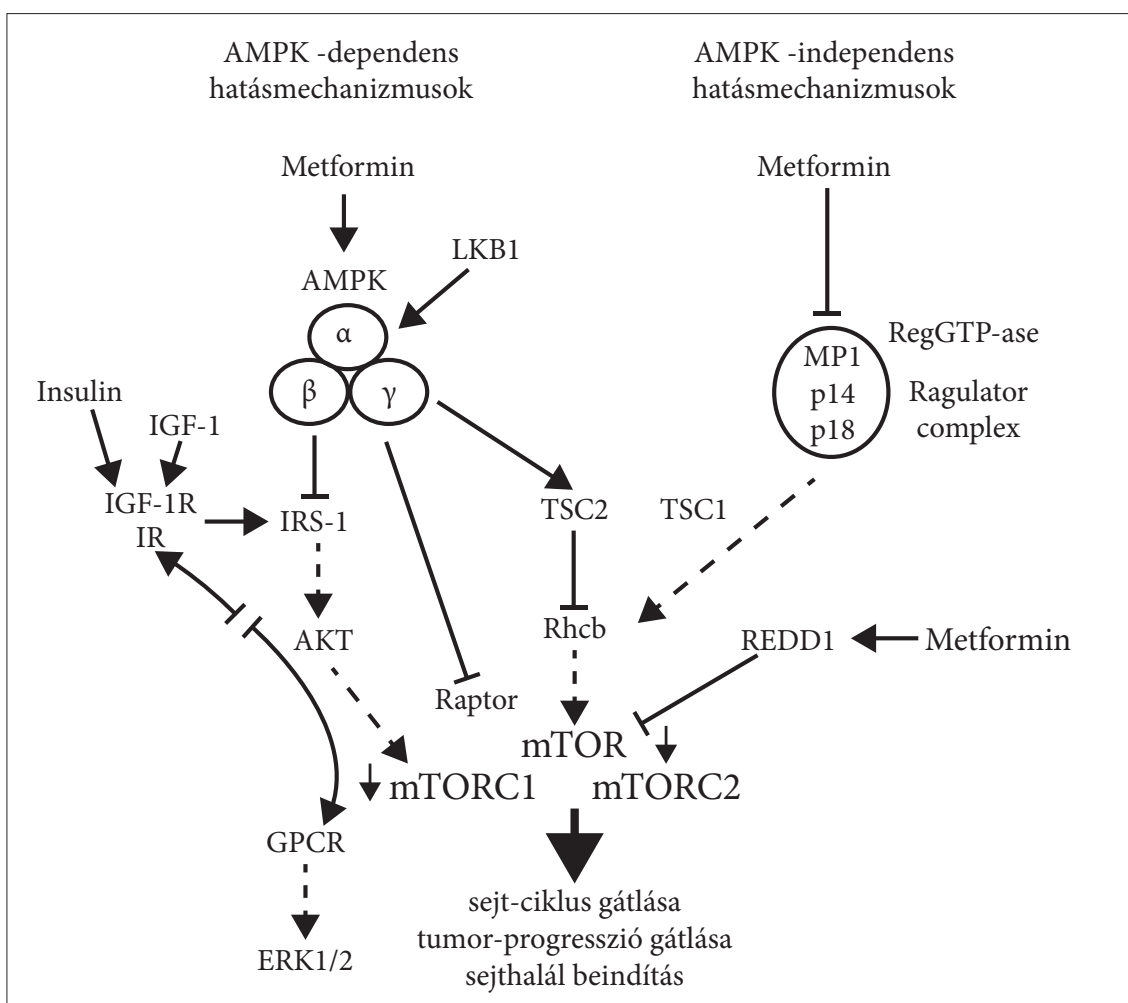 AMPK -dependens
hatásmechanizmusok
AMPK -independens
hatásmechanizmusok
Metformin
Metformin
LKB1
AMPK
α
β
γ
RegGTP-ase
MP1
p14
p18
Ragulator
complex
Insulin
IGF-1
IGF-1R
IR
IRS-1
TSC2
TSC1
AKT
Rhcb
REDD1
Metformin
Raptor
mTOR
mTORC1
mTORC2
GPCR
ERK1/2
sejt-ciklus gátlása
tumor-progresszió gátlása
sejthalál beindítás